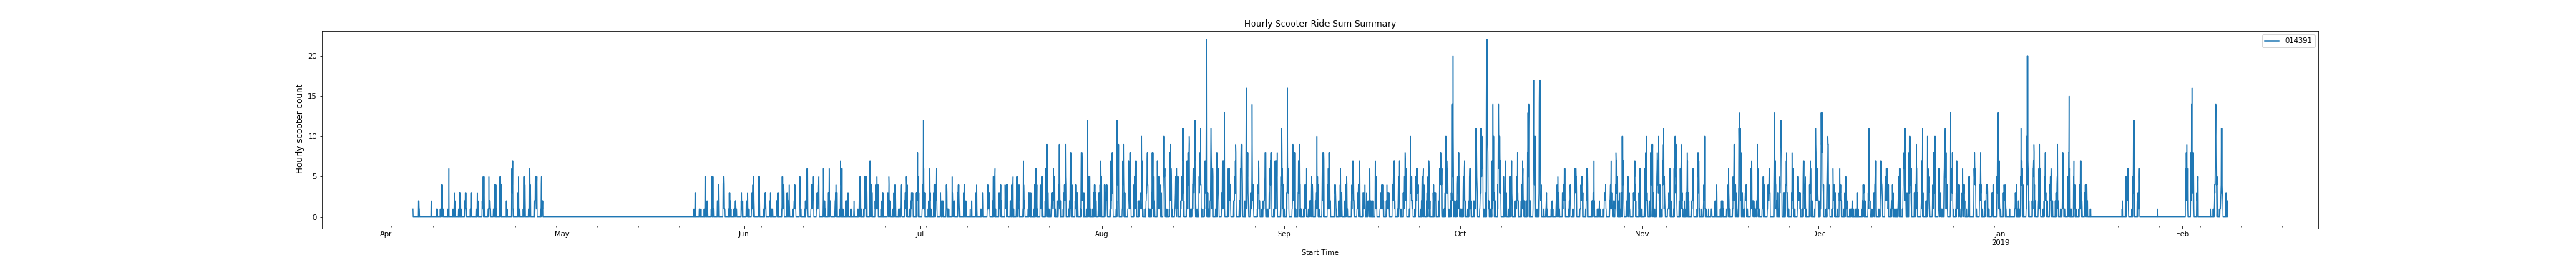 Hourly Scooter Ride Sum Summary
014391
Hourly scooter count
20
15
10
5
0
Apr
May
Jun
Jul
Aug
Sep
Oct
Nov
Dec
Jan
2019
Feb
Start Time